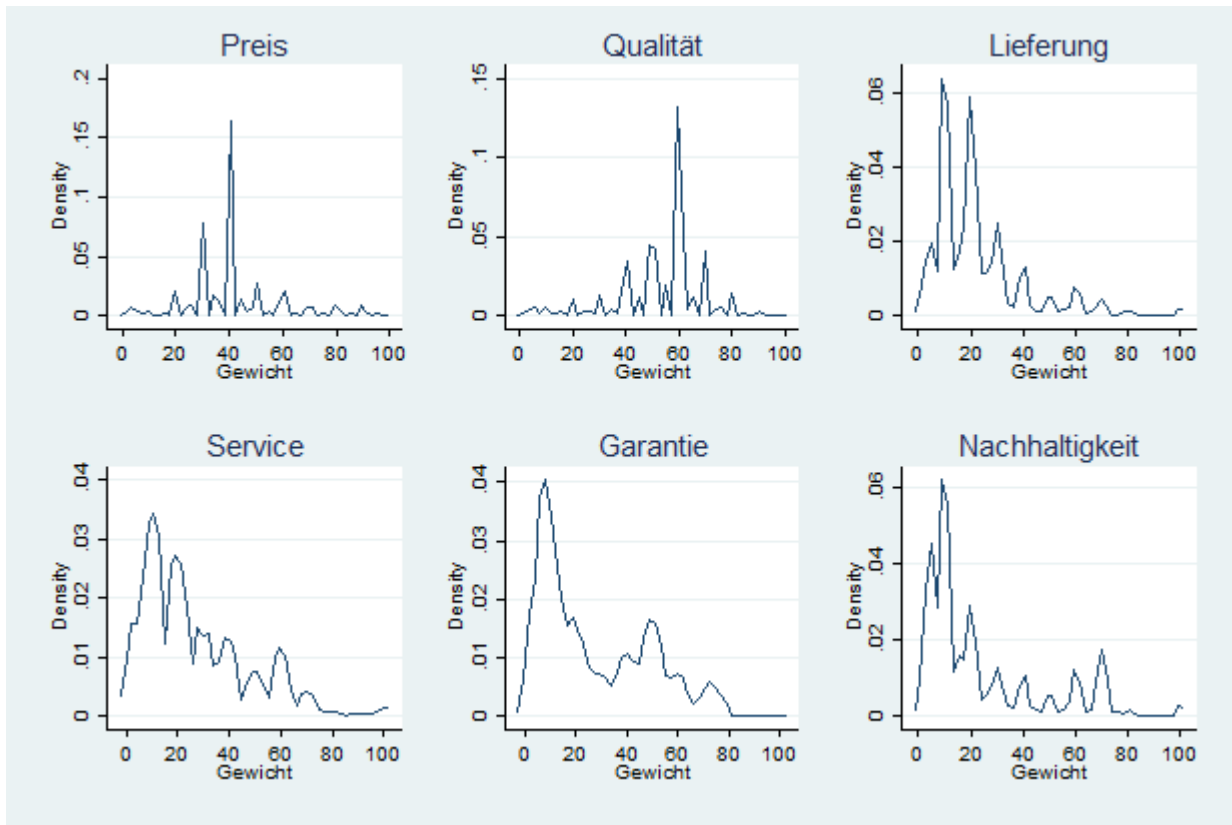 Preis
Density
0 .05 .1 .15 .2
0 20 40 60 80 100
Gewicht
Qualität
Density
0 .05 .1 .15
0 20 40 60 80 100
Gewicht
Lieferung
Density
0 .02 .04 .06
0 20 40 60 80 100
Gewicht
Service
Density
0 .01 .02 .03 .04
0 20 40 60 80 100
Gewicht
Garantie
Density
0 .01 .02 .03 .04
0 20 40 60 80 100
Gewicht
Nachhaltigkeit
Density
0 .02 .04 .06
0 20 40 60 80 100
Gewicht